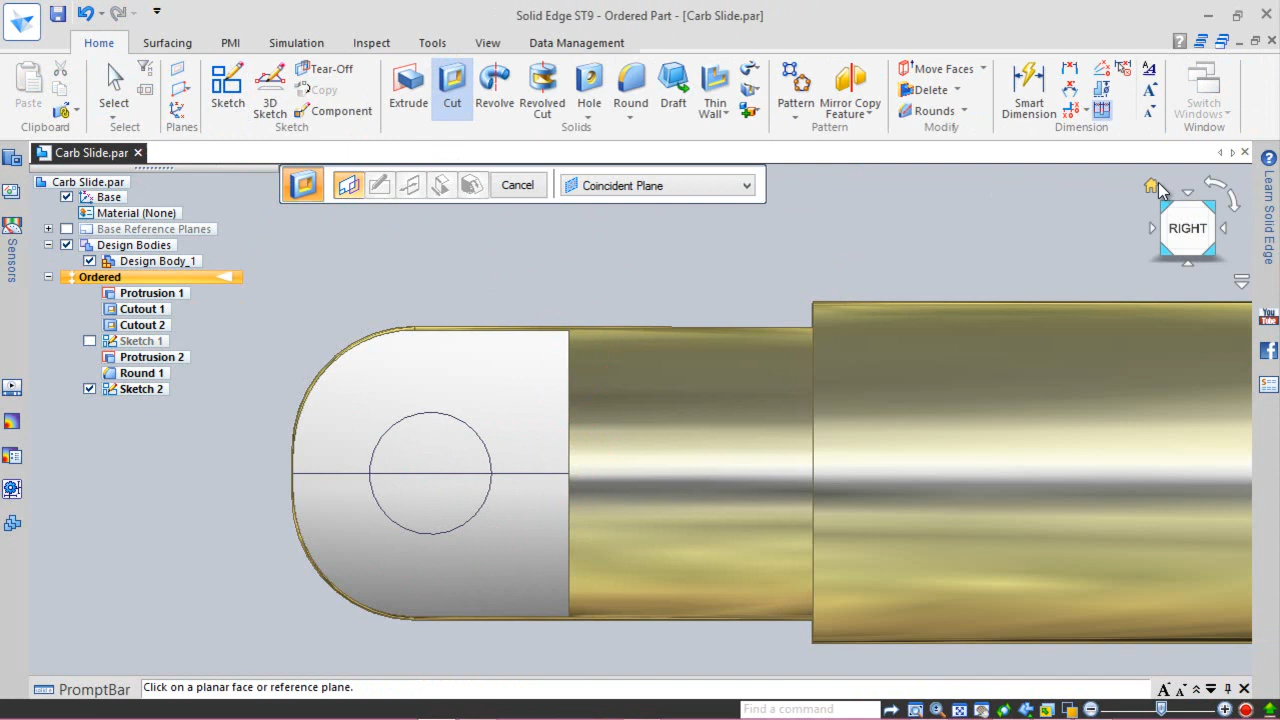 Solid Edge ST9 - Ordered Part - [Carb Slide.par]
Home Surfacing PMI Simulation Inspect Tools View Data Management
Paste Select Sketch 3D Sketch Tear-Off Copy Component Extrude Cut Revolve Revolved Cut Hole Round Draft Thin Wall Pattern Mirror Copy Feature Move Faces Delete Rounds Smart Dimension Switch Windows
Clipboard Select Planes Sketch Solids Pattern Modify Dimension Window
Carb Slide.par
Cancel Coincident Plane
Carb Slide.par
Base
Material (None)
Base Reference Planes
Design Bodies
Design Body_1
Ordered
Protrusion 1
Cutout 1
Cutout 2
Sketch 1
Protrusion 2
Round 1
Sketch 2
Sensors
RIGHT
Learn Solid Edge
You Tube
PromptBar Click on a planar face or reference plane.
Find a command